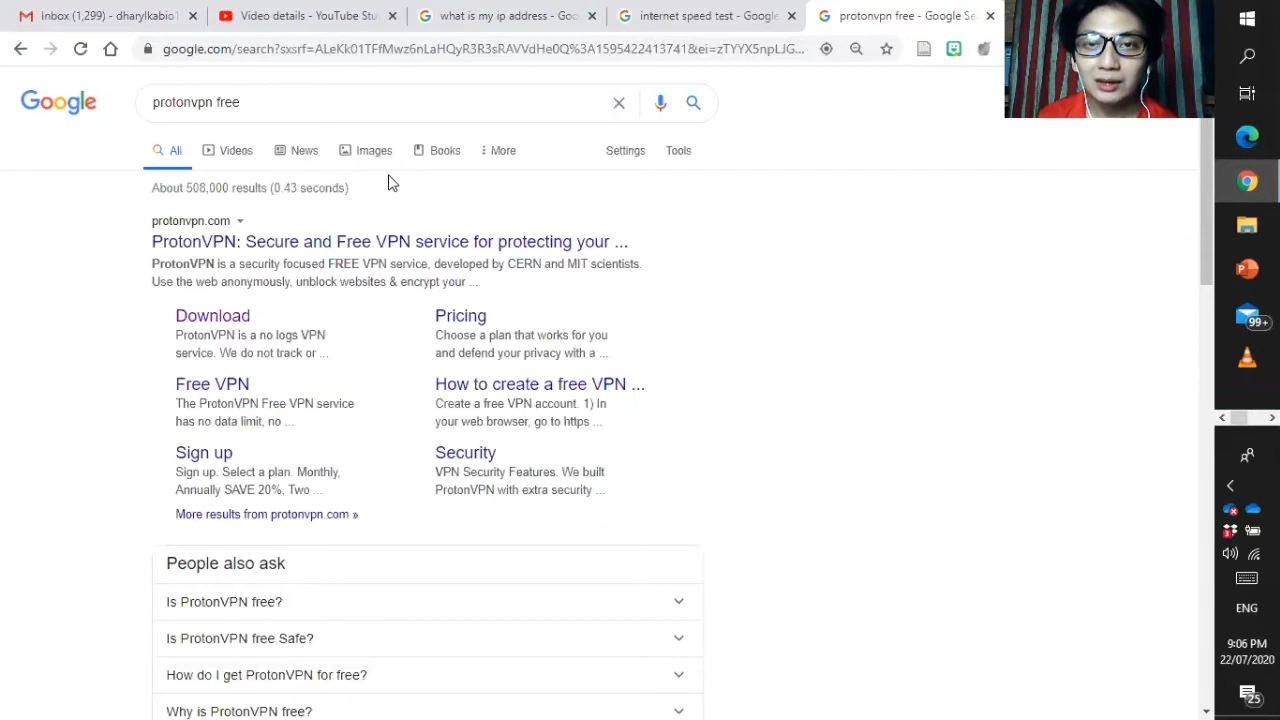 inbox (1,299) - dharylkabio1
Video details - YouTube Stu
what is my ip address - Goo
internet speed test - Google
protonvpn free - Google Se
google.com/search?sxsrf=ALeKk01TFfMwz6nLaHQyR3R3sRAVVdHe0Q%3A1595422413741&ei=zTYYX5npLJG...
Google
protonvpn free
All
Videos
News
Images
Books
More
Settings
Tools
About 508,000 results (0.43 seconds)
protonvpn.com
ProtonVPN: Secure and Free VPN service for protecting your ...
ProtonVPN is a security focused FREE VPN service, developed by CERN and MIT scientists.
Use the web anonymously, unblock websites & encrypt your ...
Download
ProtonVPN is a no logs VPN
service. We do not track or ...
Pricing
Choose a plan that works for you
and defend your privacy with a ...
Free VPN
The ProtonVPN Free VPN service
has no data limit, no ...
How to create a free VPN ...
Create a free VPN account. 1) In
your web browser, go to https ...
Sign up
Sign up. Select a plan. Monthly,
Annually SAVE 20%, Two ...
Security
VPN Security Features. We built
ProtonVPN with extra security ...
More results from protonvpn.com »
People also ask
Is ProtonVPN free?
Is ProtonVPN free Safe?
How do I get ProtonVPN for free?
Why is ProtonVPN free?
99+
3
ENG
9:06 PM
22/07/2020
25